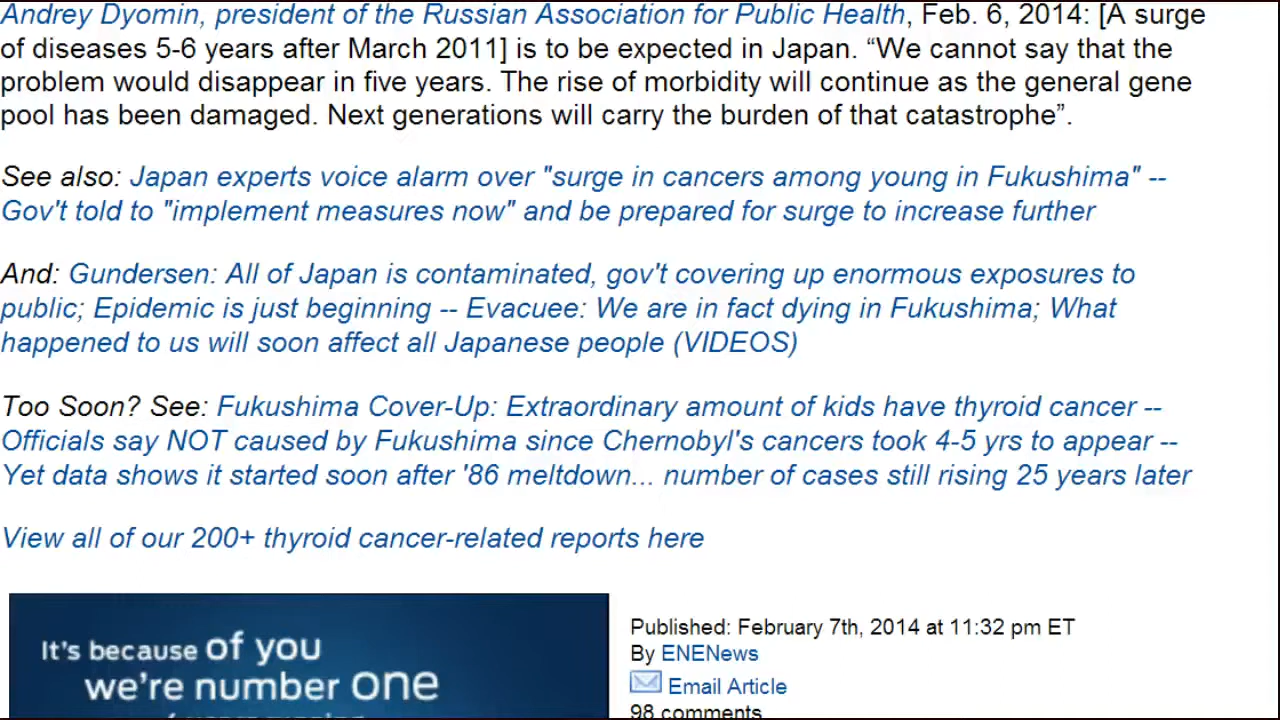 Andrey Dyomin, president of the Russian Association for Public Health, Feb. 6, 2014: [A surge
of diseases 5-6 years after March 2011] is to be expected in Japan. “We cannot say that the
problem would disappear in five years. The rise of morbidity will continue as the general gene
pool has been damaged. Next generations will carry the burden of that catastrophe”.
See also: Japan experts voice alarm over "surge in cancers among young in Fukushima" --
Gov't told to "implement measures now" and be prepared for surge to increase further
And: Gundersen: All of Japan is contaminated, gov't covering up enormous exposures to
public; Epidemic is just beginning -- Evacuee: We are in fact dying in Fukushima; What
happened to us will soon affect all Japanese people (VIDEOS)
Too Soon? See: Fukushima Cover-Up: Extraordinary amount of kids have thyroid cancer --
Officials say NOT caused by Fukushima since Chernobyl's cancers took 4-5 yrs to appear --
Yet data shows it started soon after '86 meltdown... number of cases still rising 25 years later
View all of our 200+ thyroid cancer-related reports here
It's because of you
we're number one
Published: February 7th, 2014 at 11:32 pm ET
By ENENews
Email Article
98 comments